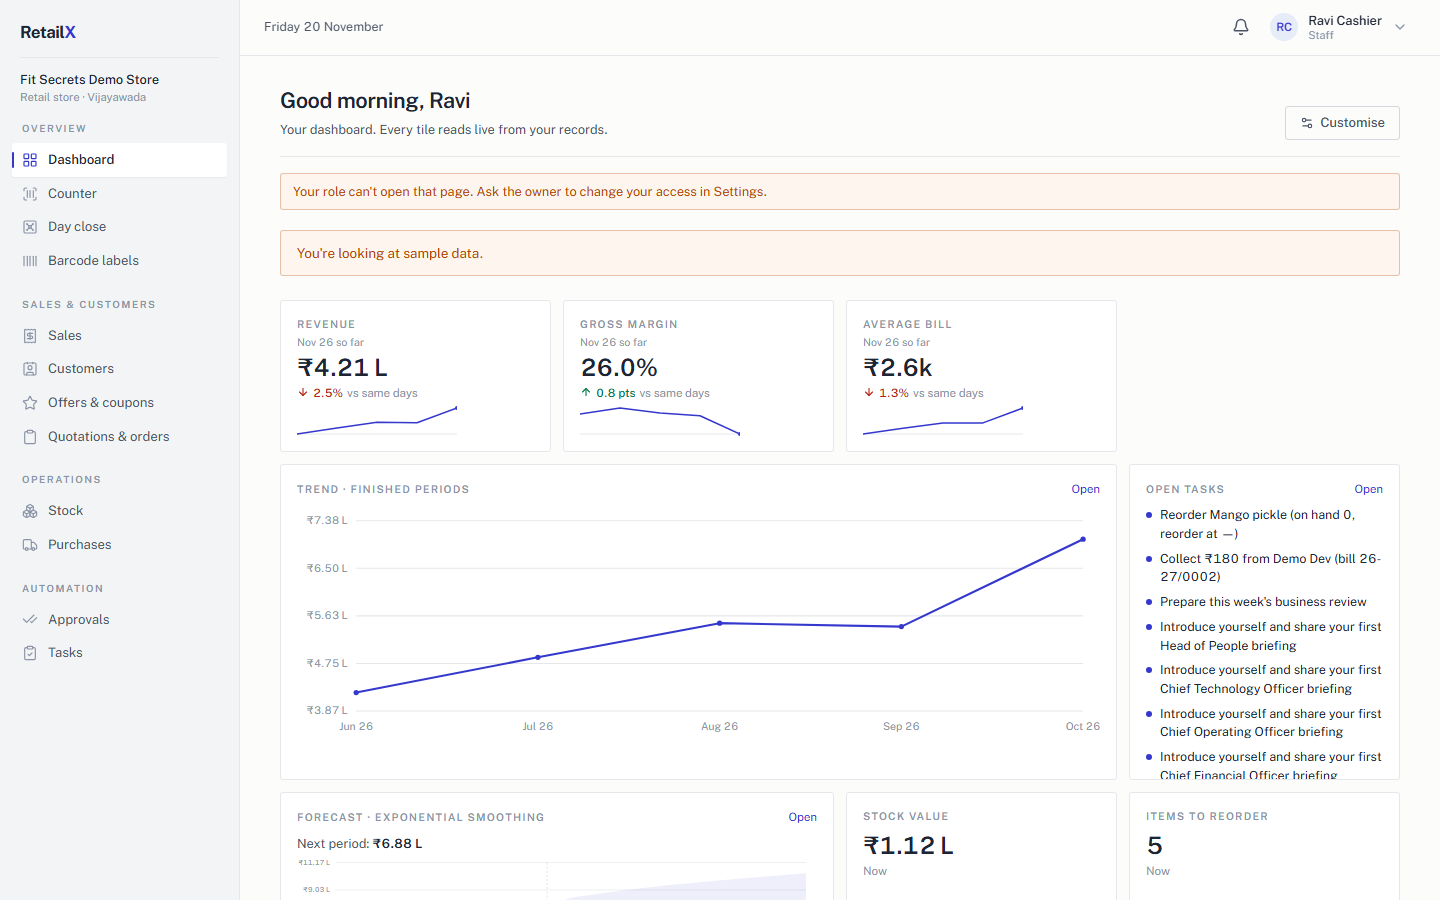 RetailX
Fit Secrets Demo Store
Retail store · Vijayawada
OVERVIEW
Dashboard
Counter
Day close
Barcode labels
SALES & CUSTOMERS
Sales
Customers
Offers & coupons
Quotations & orders
OPERATIONS
Stock
Purchases
AUTOMATION
Approvals
Tasks
Friday 20 November
RC
Ravi Cashier
Staff
Good morning, Ravi
Your dashboard. Every tile reads live from your records.
Customise
Your role can't open that page. Ask the owner to change your access in Settings.
You're looking at sample data.
REVENUE
Nov 26 so far
₹4.21 L
↓ 2.5% vs same days
GROSS MARGIN
Nov 26 so far
26.0%
↑ 0.8 pts vs same days
AVERAGE BILL
Nov 26 so far
₹2.6k
↓ 1.3% vs same days
TREND · FINISHED PERIODS
Open
₹7.38 L
₹6.50 L
₹5.63 L
₹4.75 L
₹3.87 L
Jun 26
Jul 26
Aug 26
Sep 26
Oct 26
OPEN TASKS
Open
Reorder Mango pickle (on hand 0,
reorder at —)
Collect ₹180 from Demo Dev (bill 26-
27/0002)
Prepare this week's business review
Introduce yourself and share your first
Head of People briefing
Introduce yourself and share your first
Chief Technology Officer briefing
Introduce yourself and share your first
Chief Operating Officer briefing
Introduce yourself and share your first
Chief Financial Officer briefing
FORECAST · EXPONENTIAL SMOOTHING
Open
Next period: ₹6.88 L
₹11.17 L
₹9.03 L
STOCK VALUE
₹1.12 L
Now
ITEMS TO REORDER
5
Now